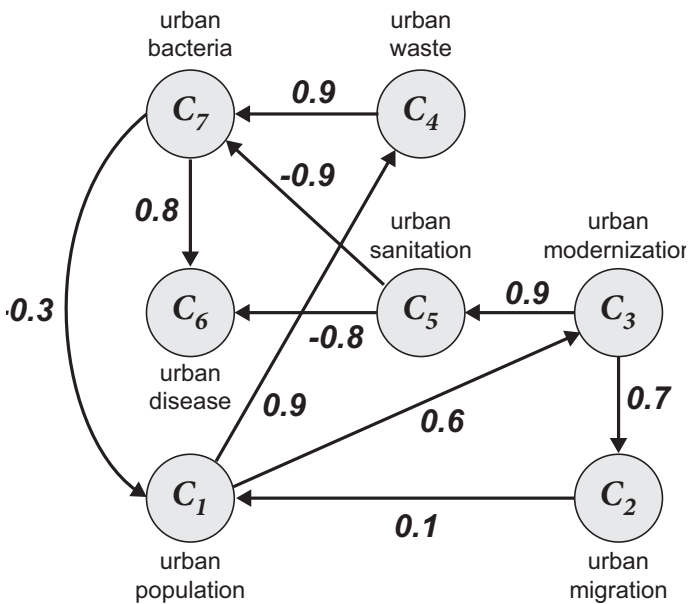 urban
bacteria
urban
waste
C7
0.9
C4
-0.9
0.8
urban
sanitation
urban
modernization
-0.3
C6
C5
0.9
C3
-0.8
urban
disease
0.9
0.6
0.7
C1
0.1
C2
urban
population
urban
migration